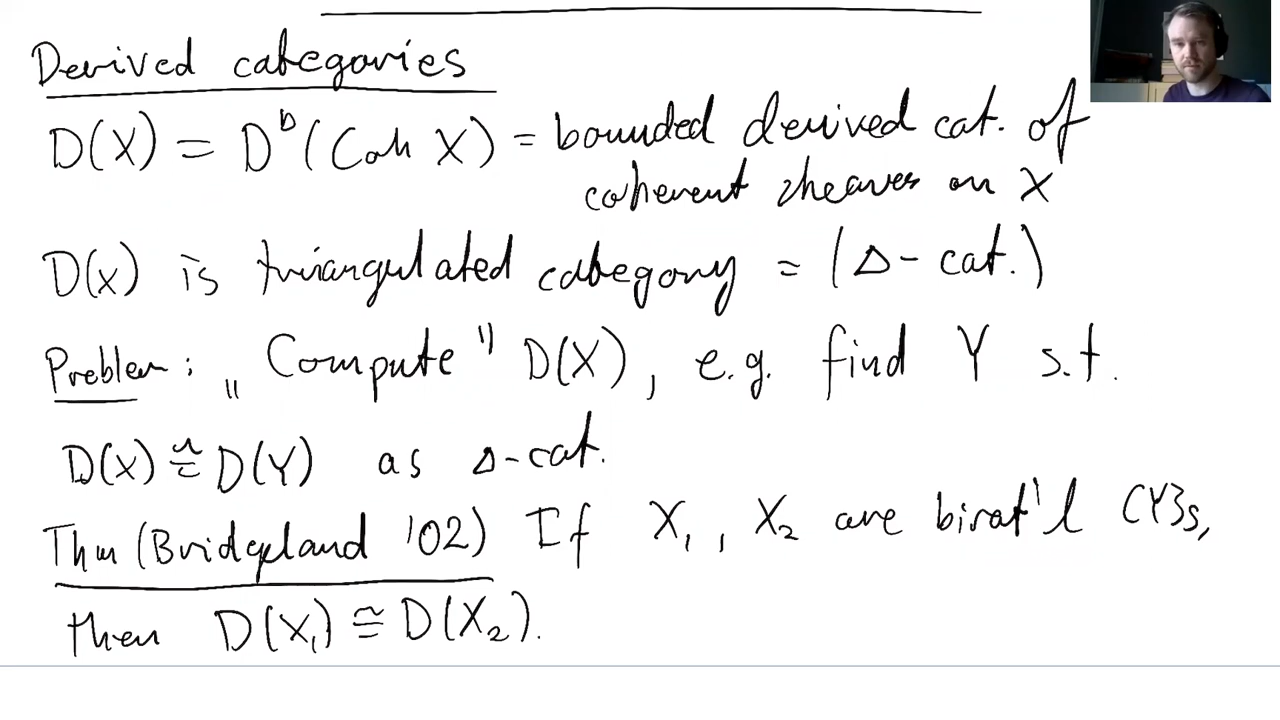 Derived categories
D(X) = Dᵇ(Coh X) = bounded derived cat. of
coherent sheaves on X
D(X) is triangulated category = (Δ- cat.)
Problem: „Compute" D(X), e.g. find Y s.t.
D(X) ≅ D(Y) as Δ-cat.
Thm (Bridgeland '02) If X₁, X₂ are birat'l CY3s,
then D(X₁) ≅ D(X₂).